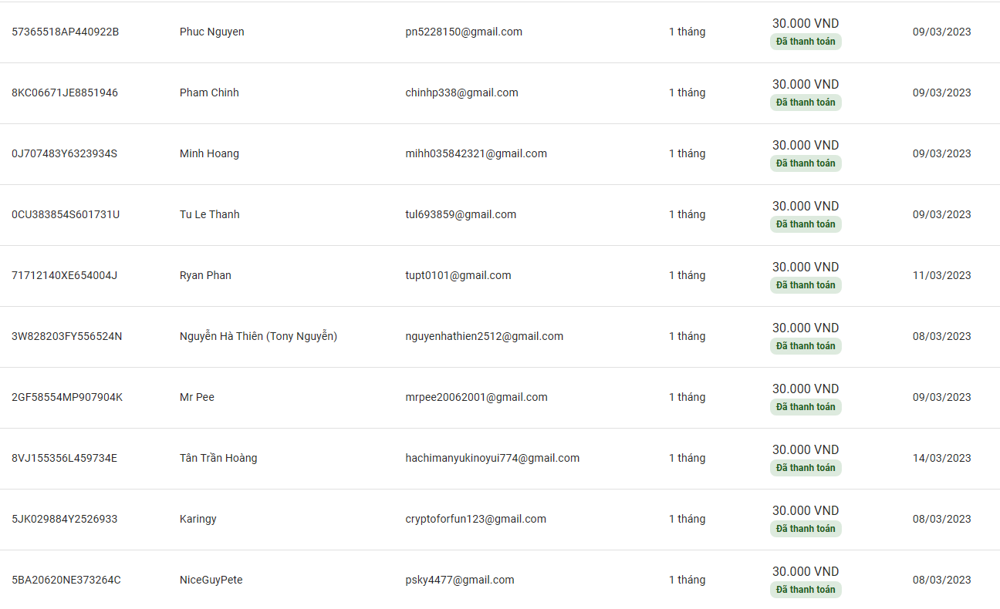 57365518AP440922B Phuc Nguyen pn5228150@gmail.com 1 tháng 30.000 VND 09/03/2023
Đã thanh toán
8KC06671JE8851946 Pham Chinh chinhp338@gmail.com 1 tháng 30.000 VND 09/03/2023
Đã thanh toán
0J707483Y6323934S Minh Hoang mihh035842321@gmail.com 1 tháng 30.000 VND 09/03/2023
Đã thanh toán
0CU383854S601731U Tu Le Thanh tul693859@gmail.com 1 tháng 30.000 VND 09/03/2023
Đã thanh toán
71712140XE654004J Ryan Phan tupt0101@gmail.com 1 tháng 30.000 VND 11/03/2023
Đã thanh toán
3W828203FY556524N Nguyễn Hà Thiên (Tony Nguyễn) nguyenhathien2512@gmail.com 1 tháng 30.000 VND 08/03/2023
Đã thanh toán
2GF58554MP907904K Mr Pee mrpee20062001@gmail.com 1 tháng 30.000 VND 09/03/2023
Đã thanh toán
8VJ155356L459734E Tân Trần Hoàng hachimanyukinoyui774@gmail.com 1 tháng 30.000 VND 14/03/2023
Đã thanh toán
5JK029884Y2526933 Karingy cryptoforfun123@gmail.com 1 tháng 30.000 VND 08/03/2023
Đã thanh toán
5BA20620NE373264C NiceGuyPete psky4477@gmail.com 1 tháng 30.000 VND 08/03/2023
Đã thanh toán